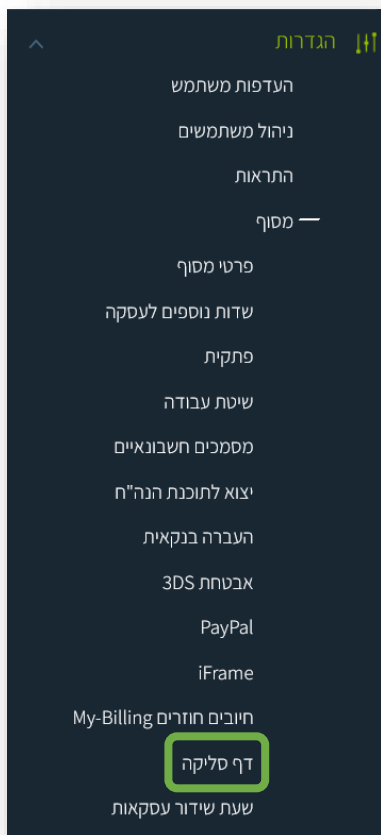 הגדרות
העדפות משתמש
ניהול משתמשים
התראות
מסוף
פרטי מסוף
שדות נוספים לעסקה
פתקית
שיטת עבודה
מסמכים חשבונאיים
יצוא לתוכנת הנה"ח
העברה בנקאית
אבטחת 3DS
PayPal
iFrame
חיובים חוזרים My-Billing
דף סליקה
שעת שידור עסקאות